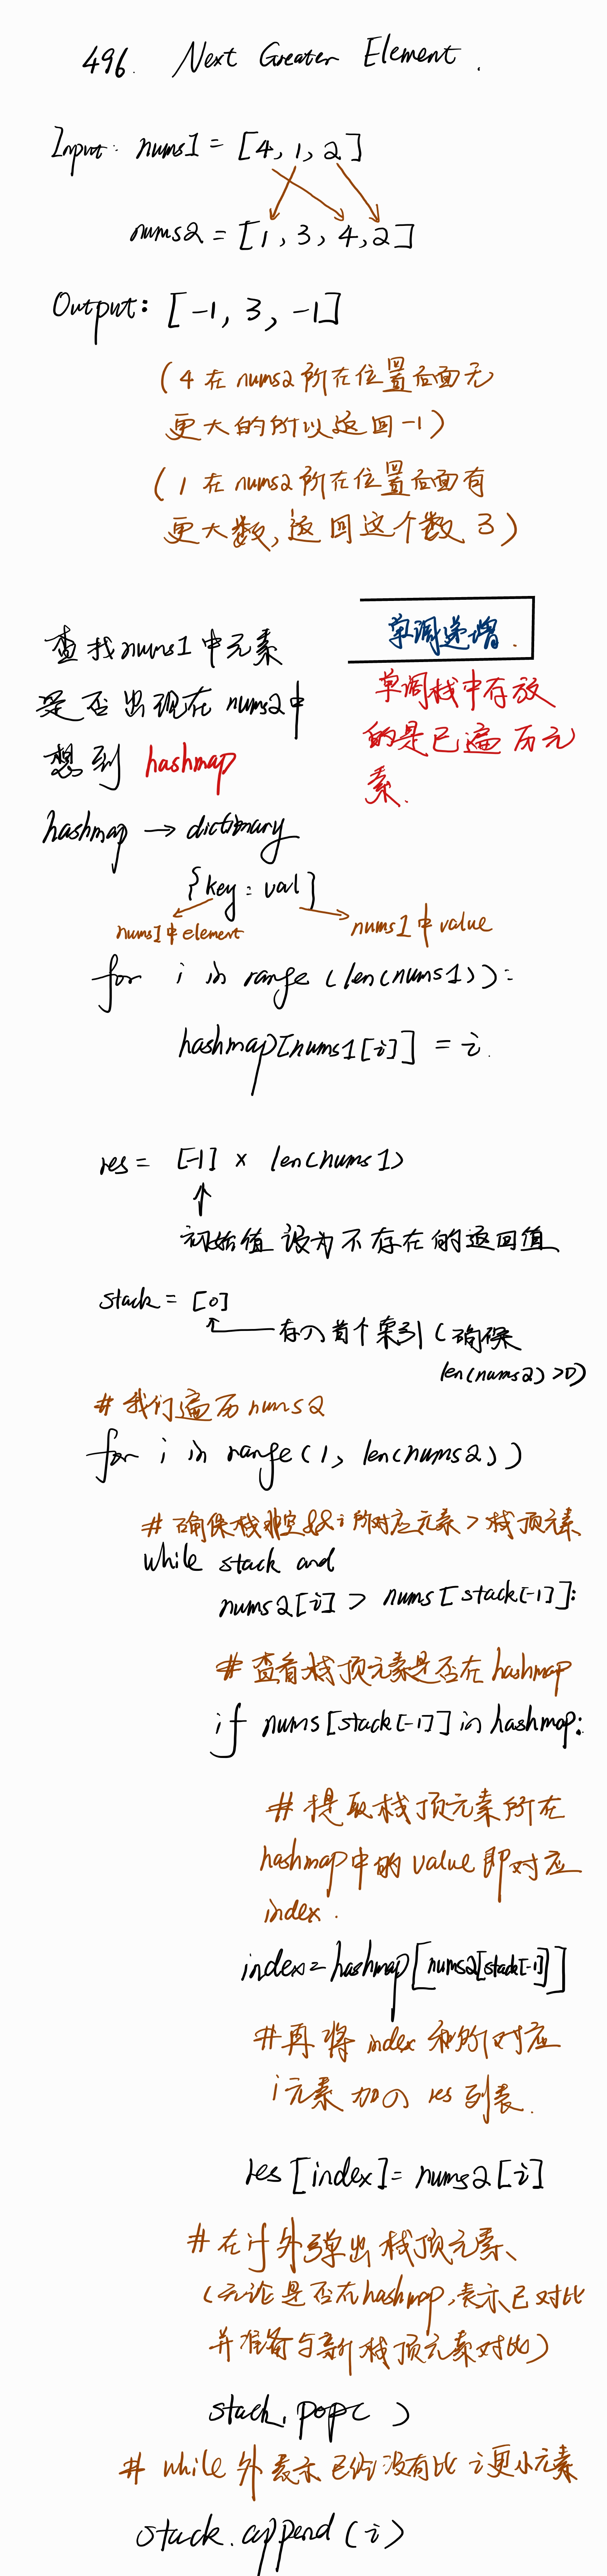 496. Next Greater Element.
Input: nums1 = [4, 1, 2]
nums2 = [1, 3, 4, 2]
Output: [-1, 3, -1]
(4 在 nums2 所在位置后面无
更大的所以返回 -1)
(1 在 nums2 所在位置后面有
更大数, 返回这个数 3)
查找 nums1 中元素
是否出现在 nums2 中
想到 hashmap
单调递增.
单调栈中存放
的是已遍历元
素.
hashmap → dictionary
{key: val}
nums1中element
nums1中value
for i in range (len(nums1)):
hashmap[nums1[i]] = i.
res = [-1] × len(nums1)
初始值设为不存在的返回值
stack = [0]
存入首个索引 (确保
len(nums2) >0)
# 我们遍历 nums2
for i in range(1, len(nums2))
# 确保栈非空 && i 所对应元素 > 栈顶元素
while stack and
nums2[i] > nums[stack[-1]]:
# 查看栈顶元素是否在 hashmap
if nums[stack[-1]] in hashmap:
# 提取栈顶元素所在
hashmap中的 value 即对应
index.
index = hashmap[nums2[stack[-1]]]
# 再将 index 和所对应
i元素加入 res 列表.
res [index] = nums2[i]
# 在if外弹出栈顶元素、
(无论是否在hashmap, 表示已对比
并准备与新栈顶元素对比)
stack. pop( )
# while 外表示已经没有比 i 更小元素
stack. append (i)